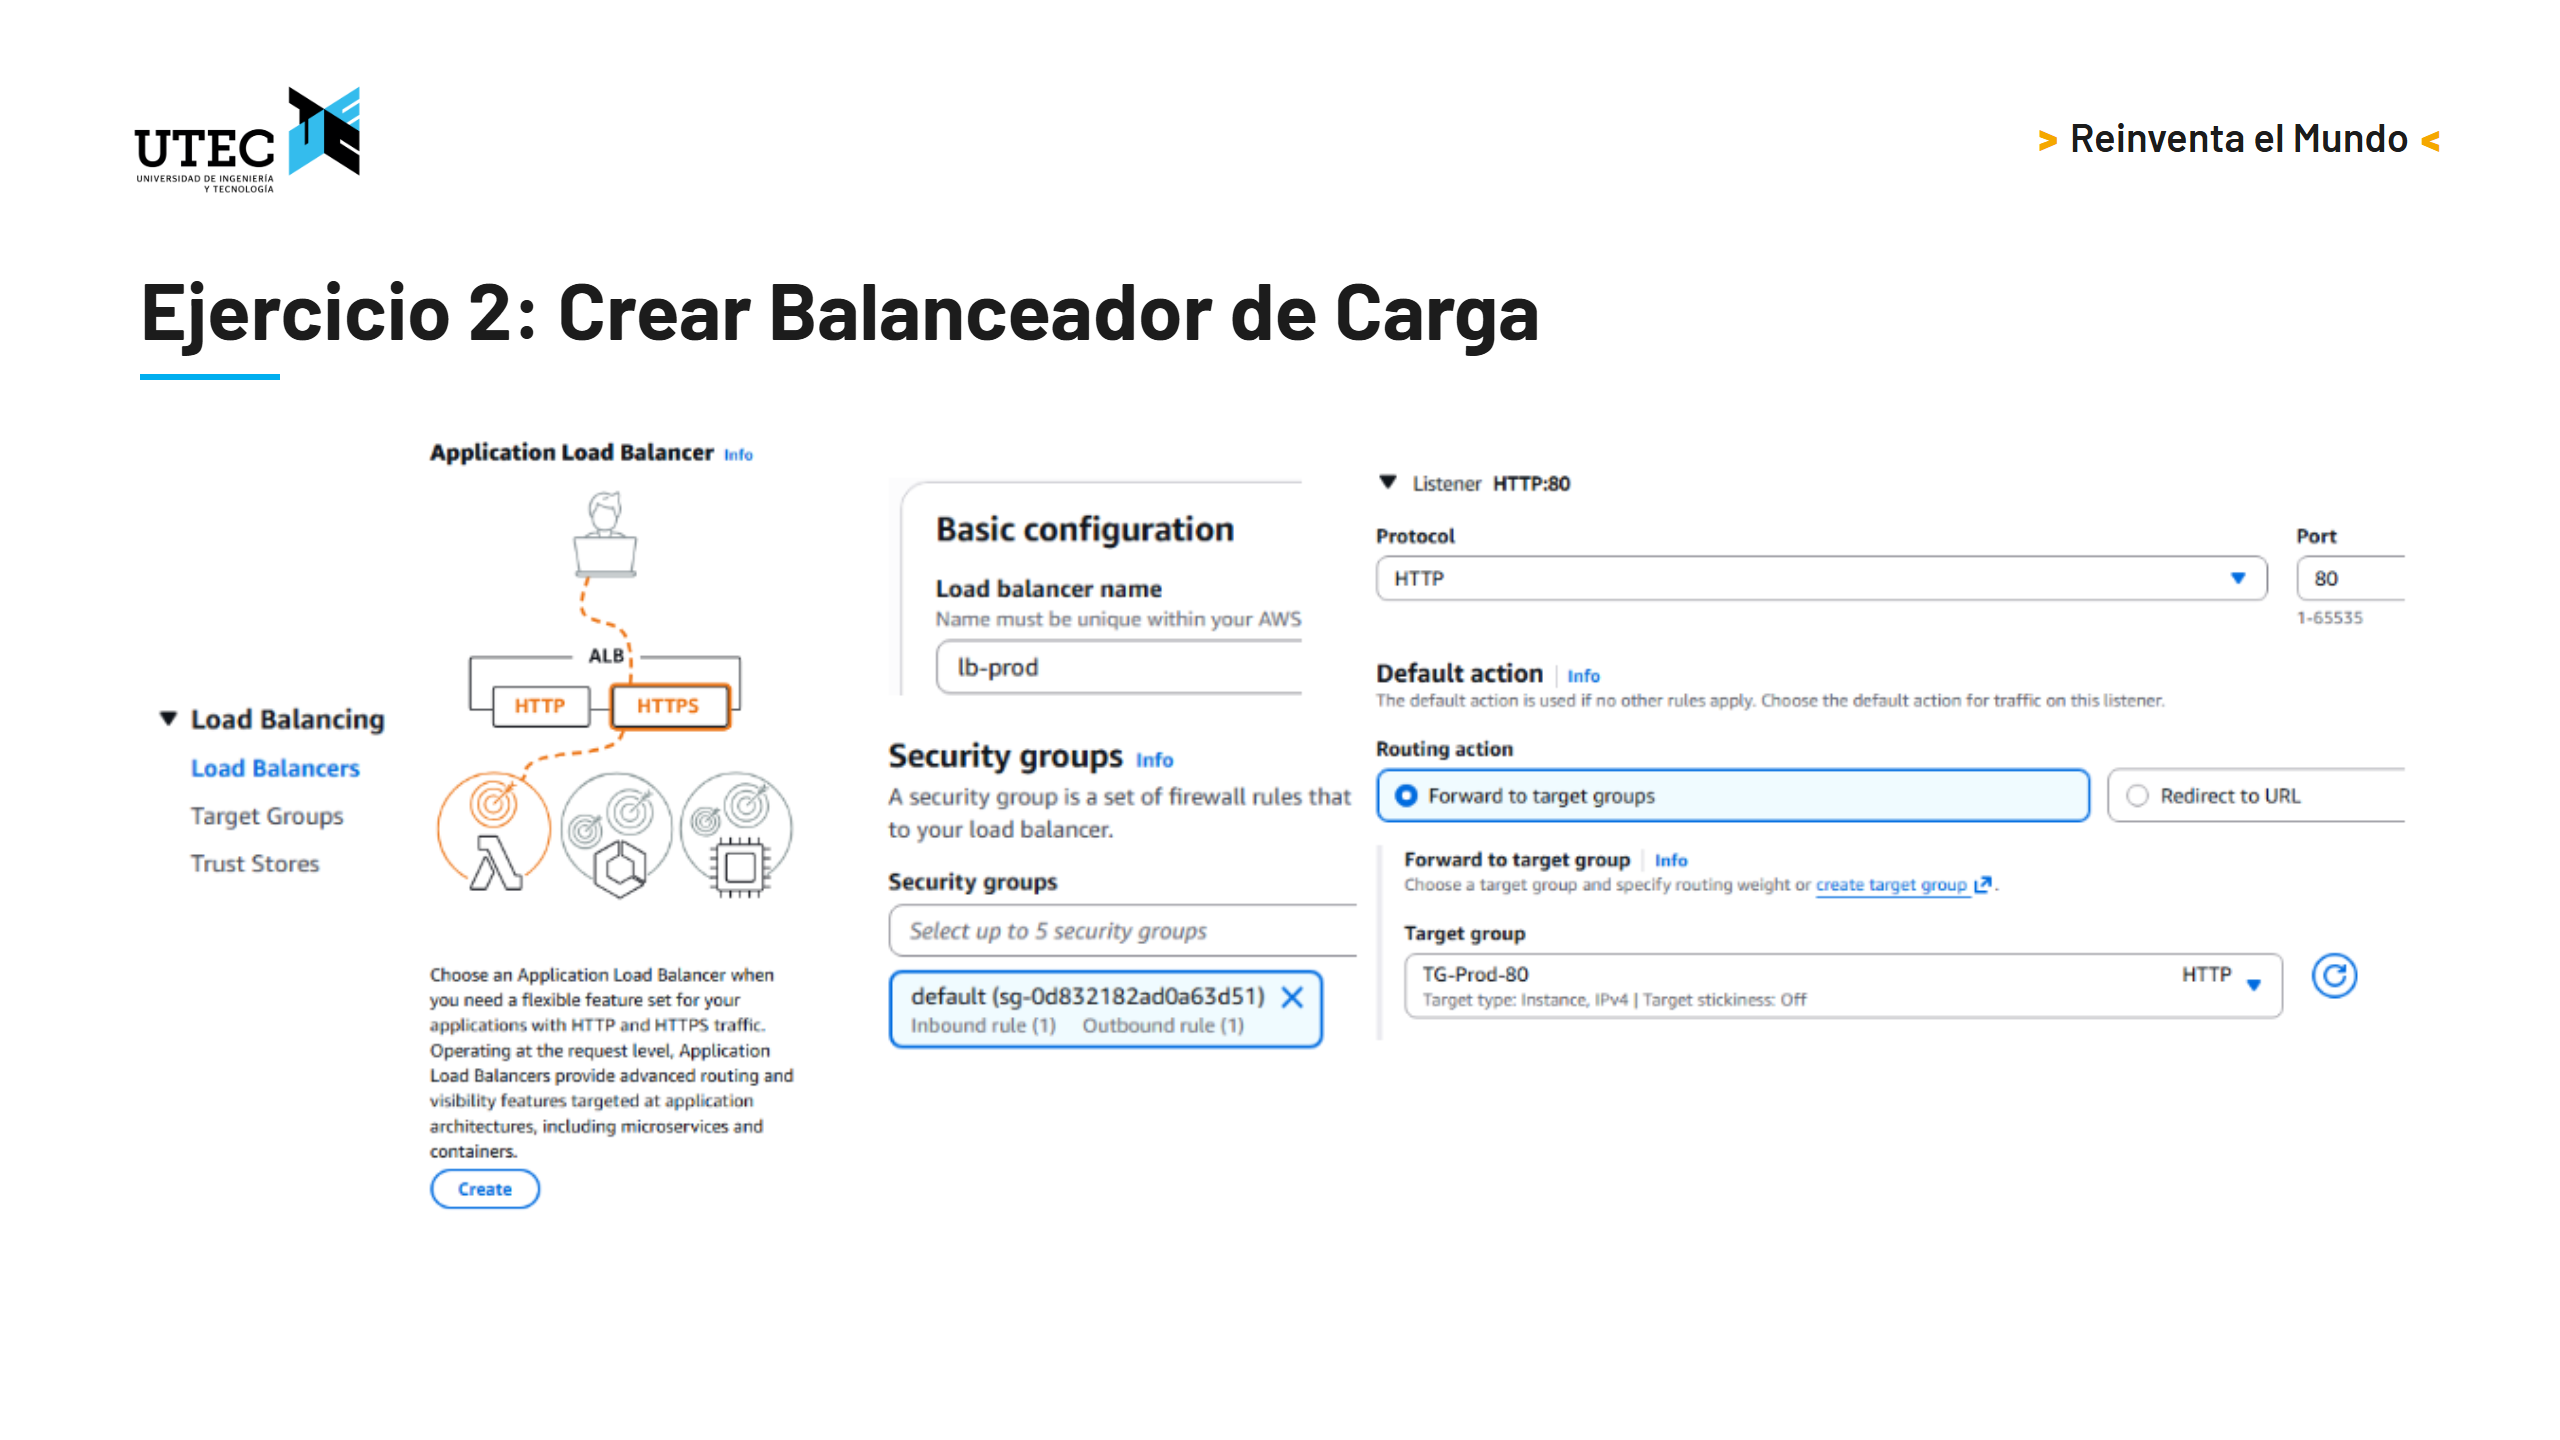 UTEC
UNIVERSIDAD DE INGENIERÍA
Y TECNOLOGÍA
> Reinventa el Mundo <
Ejercicio 2: Crear Balanceador de Carga
Load Balancing
Load Balancers
Target Groups
Trust Stores
Application Load Balancer Info
ALB
HTTP
HTTPS
Choose an Application Load Balancer when
you need a flexible feature set for your
applications with HTTP and HTTPS traffic.
Operating at the request level, Application
Load Balancers provide advanced routing and
visibility features targeted at application
architectures, including microservices and
containers.
Create
Basic configuration
Load balancer name
Name must be unique within your AWS
lb-prod
Security groups Info
A security group is a set of firewall rules that
to your load balancer.
Security groups
Select up to 5 security groups
default (sg-0d832182ad0a63d51)
Inbound rule (1) Outbound rule (1)
Listener HTTP:80
Protocol
HTTP
Port
80
1-65535
Default action Info
The default action is used if no other rules apply. Choose the default action for traffic on this listener.
Routing action
Forward to target groups
Redirect to URL
Forward to target group Info
Choose a target group and specify routing weight or create target group .
Target group
TG-Prod-80
HTTP
Target type: Instance, IPv4 | Target stickiness: Off